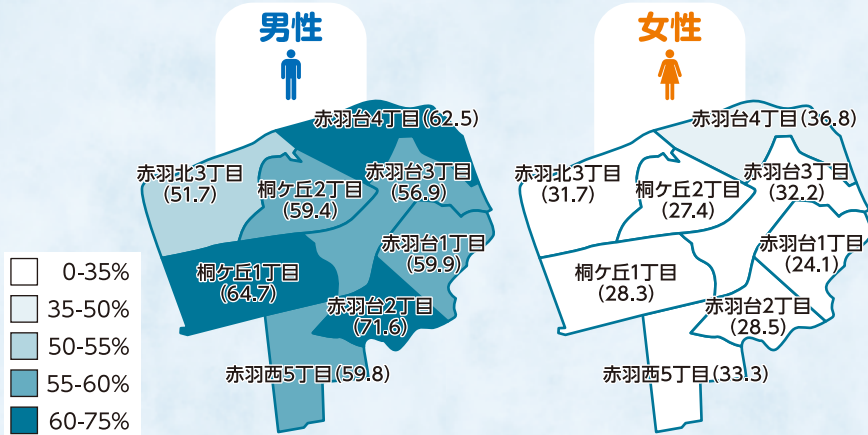 男性
赤羽台4丁目(62.5)
赤羽北3丁目
(51.7)
桐ケ丘2丁目
(59.4)
赤羽台3丁目
(56.9)
赤羽台1丁目
(59.9)
桐ケ丘1丁目
(64.7)
赤羽台2丁目
(71.6)
赤羽西5丁目(59.8)
女性
赤羽台4丁目(36.8)
赤羽北3丁目
(31.7)
桐ケ丘2丁目
(27.4)
赤羽台3丁目
(32.2)
赤羽台1丁目
(24.1)
桐ケ丘1丁目
(28.3)
赤羽台2丁目
(28.5)
赤羽西5丁目(33.3)
0-35%
35-50%
50-55%
55-60%
60-75%